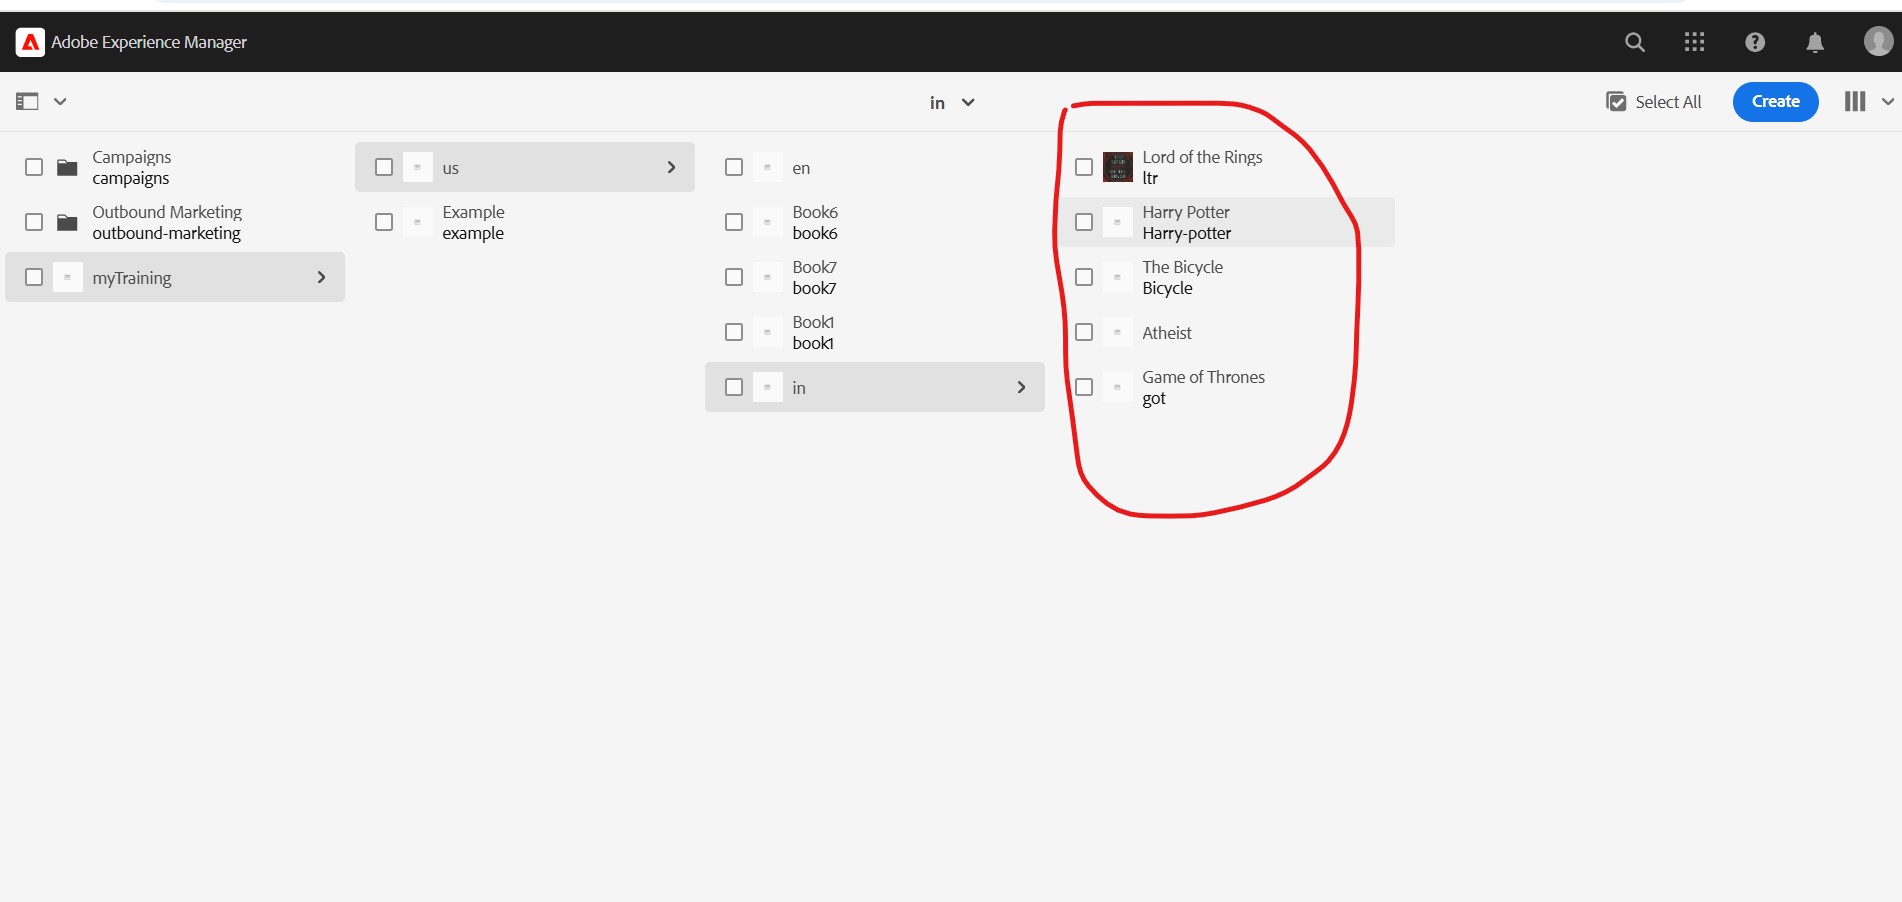 Adobe Experience Manager
in
Select All
Create
Campaigns
campaigns
Outbound Marketing
outbound-marketing
myTraining
us
Example
example
en
Book6
book6
Book7
book7
Book1
book1
in
Lord of the Rings
ltr
Harry Potter
Harry-potter
The Bicycle
Bicycle
Atheist
Game of Thrones
got